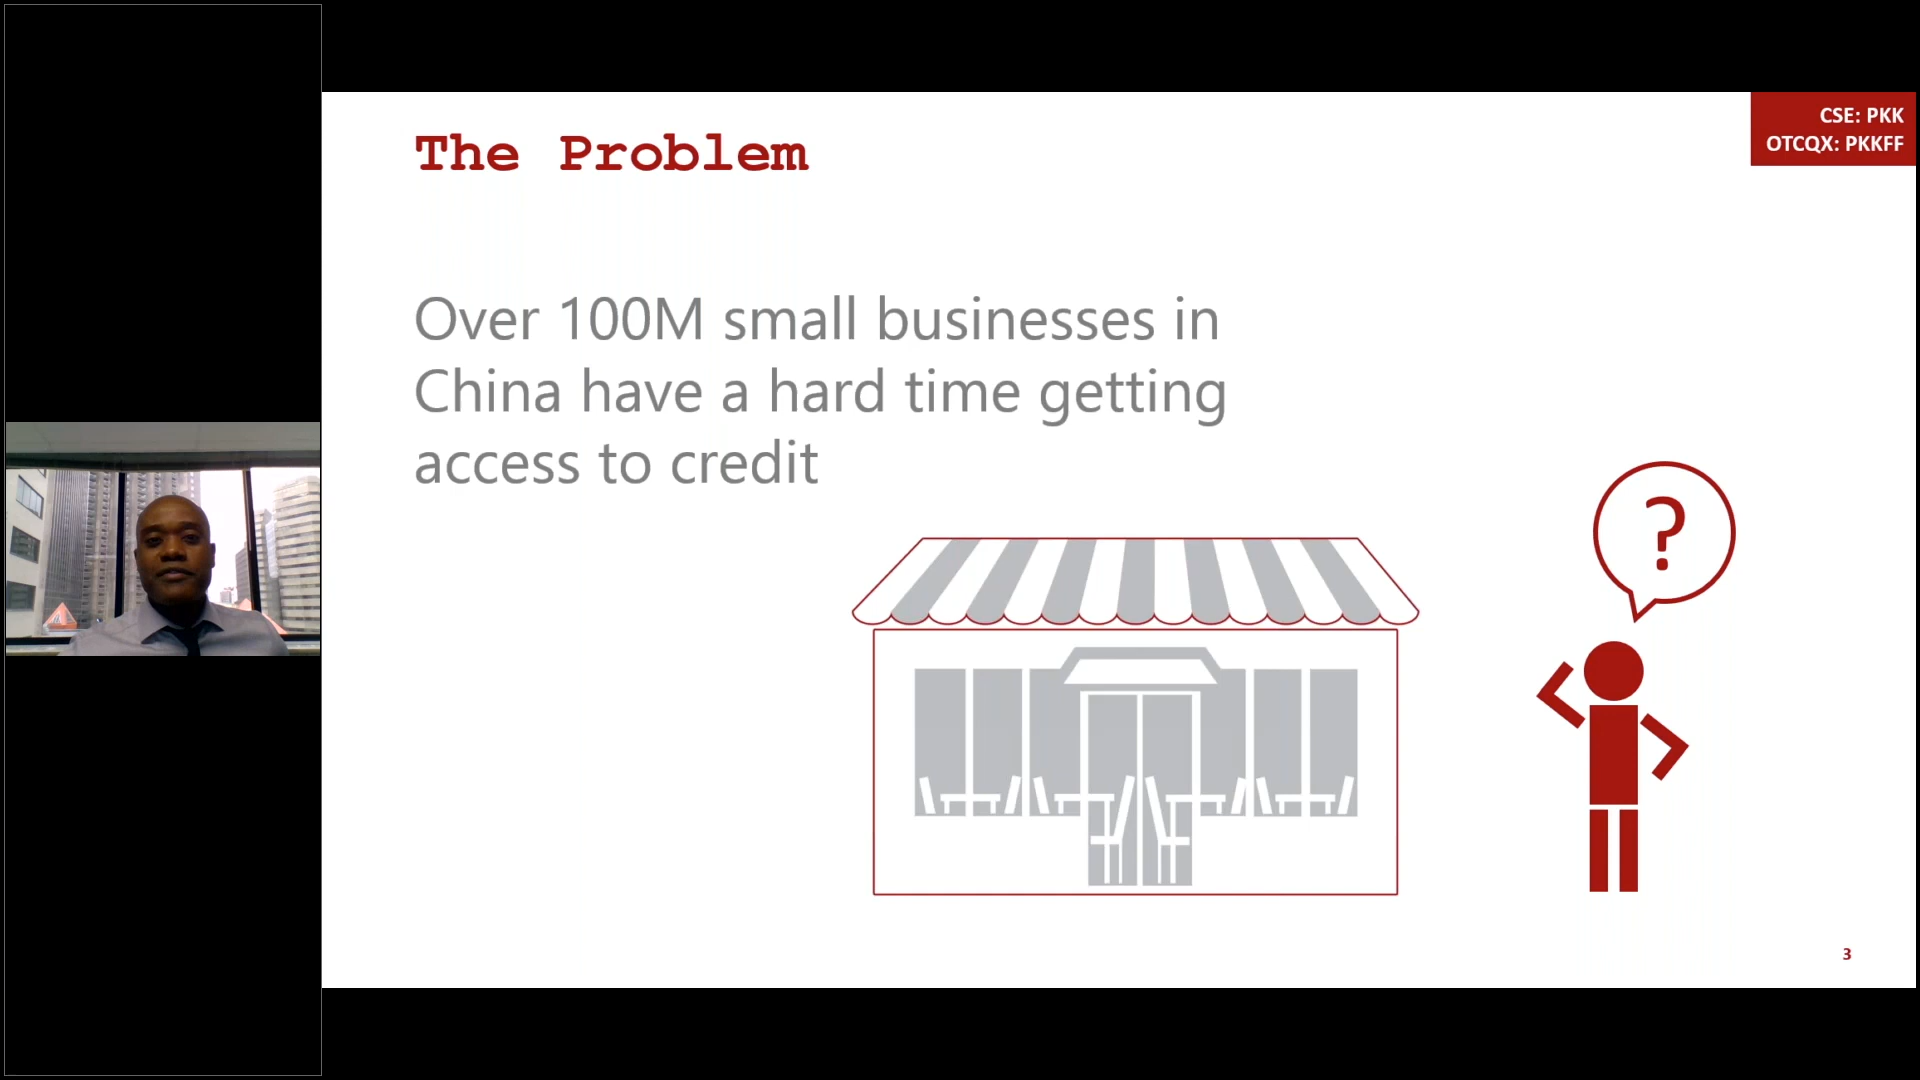 The Problem
CSE: PKK
OTCQX: PKKFF
Over 100M small businesses in
China have a hard time getting
access to credit
?
3